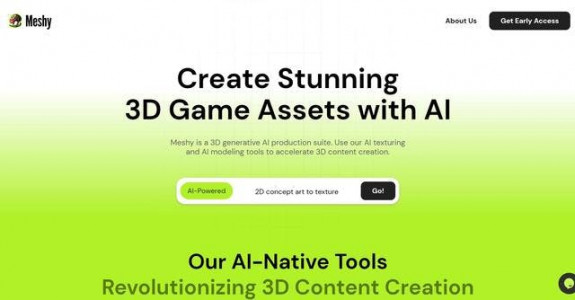 Meshy
About Us
Get Early Access
Create Stunning
3D Game Assets with AI
Meshy is a 3D generative AI production suite. Use our AI texturing
and AI modeling tools to accelerate 3D content creation.
AI-Powered
2D concept art to texture
Go!
Our AI-Native Tools
Revolutionizing 3D Content Creation